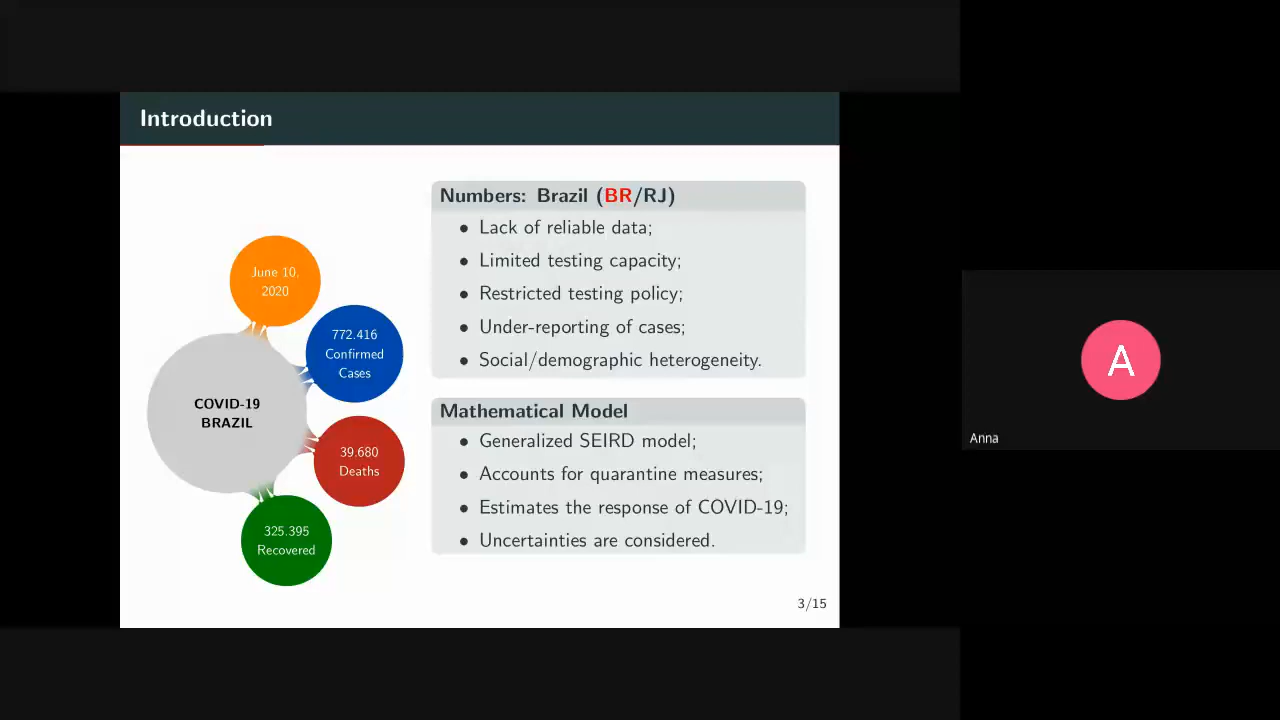 Introduction
June 10,
2020
772.416
Confirmed
Cases
COVID-19
BRAZIL
39.680
Deaths
325.395
Recovered
Numbers: Brazil (BR/RJ)
• Lack of reliable data;
• Limited testing capacity;
• Restricted testing policy;
• Under-reporting of cases;
• Social/demographic heterogeneity.
Mathematical Model
• Generalized SEIRD model;
• Accounts for quarantine measures;
• Estimates the response of COVID-19;
• Uncertainties are considered.
3/15
A
Anna